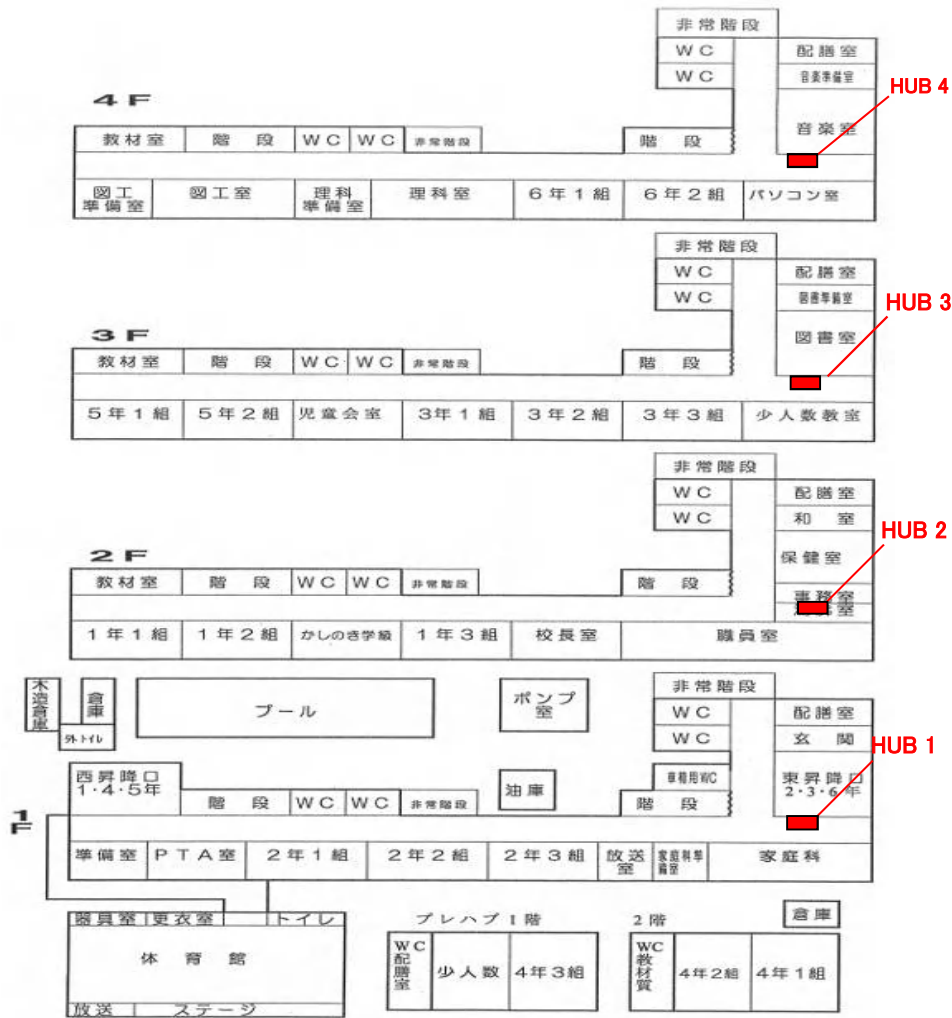 非常階段
WC 配膳室
WC 音楽準備室
HUB 4
4F
音楽室
教材室 階段 WC WC 非常階段 階段
図工準備室 図工室 理科準備室 理科室 6年1組 6年2組 パソコン室
非常階段
WC 配膳室
WC 図書準備室
HUB 3
3F
図書室
教材室 階段 WC WC 非常階段 階段
5年1組 5年2組 児童会室 3年1組 3年2組 3年3組 少人数教室
非常階段
WC 配膳室
WC 和室
HUB 2
2F
保健室
教材室 階段 WC WC 非常階段 階段
事務室
1年1組 1年2組 かしのき学級 1年3組 校長室 職員室
木造倉庫 倉庫 プール ポンプ室
外トイレ
非常階段
WC 配膳室
WC 玄関
HUB 1
西昇降口
1・4・5年
油庫
東昇降口
2・3・6年
1F
階段 WC WC 非常階段 階段
準備室 PTA室 2年1組 2年2組 2年3組 放送室 家庭科準備室 家庭科
器具室 更衣室 トイレ
体育館
放送 ステージ
プレハブ1階
WC配膳室 少人数 4年3組
2階
倉庫
WC教材質 4年2組 4年1組